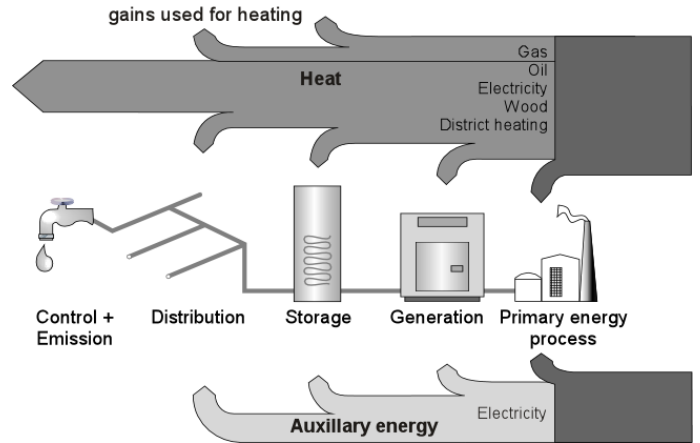 gains used for heating
Gas
Heat
Oil
Electricity
Wood
District heating
Control +
Emission
Distribution
Storage
Generation
Primary energy
process
Auxillary energy
Electricity